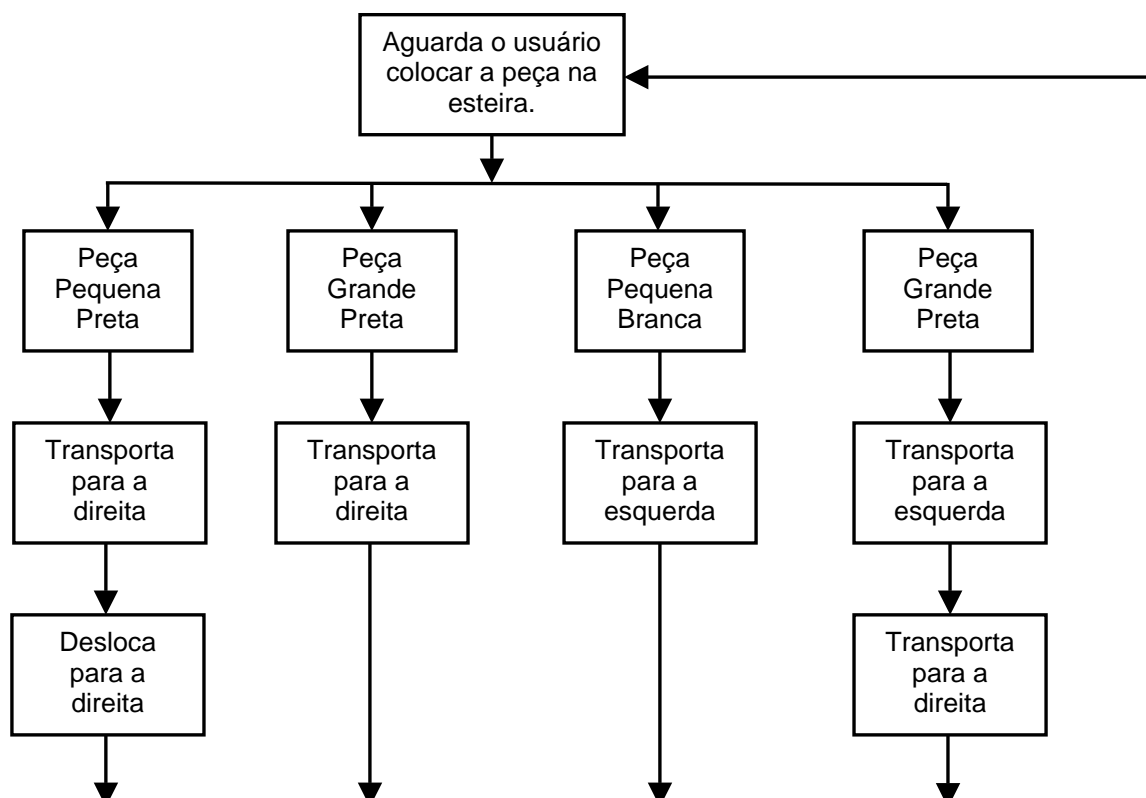 Aguarda o usuário
colocar a peça na
esteira.
Peça
Pequena
Preta
Peça
Grande
Preta
Peça
Pequena
Branca
Peça
Grande
Preta
Transporta
para a
direita
Transporta
para a
direita
Transporta
para a
esquerda
Transporta
para a
esquerda
Desloca
para a
direita
Transporta
para a
direita